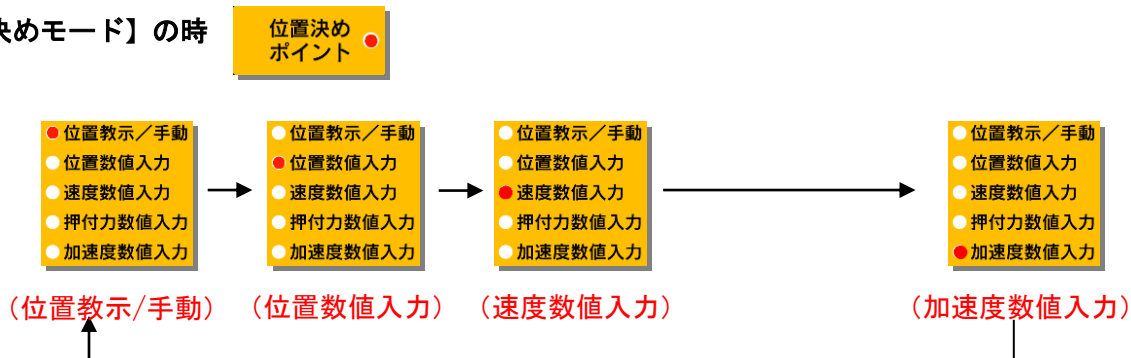 決めモード】の時
位置決め
ポイント
位置教示／手動
位置数値入力
速度数値入力
押付力数値入力
加速度数値入力
(位置教示/手動)
位置教示／手動
位置数値入力
速度数値入力
押付力数値入力
加速度数値入力
(位置数値入力)
位置教示／手動
位置数値入力
速度数値入力
押付力数値入力
加速度数値入力
(速度数値入力)
位置教示／手動
位置数値入力
速度数値入力
押付力数値入力
加速度数値入力
(加速度数値入力)